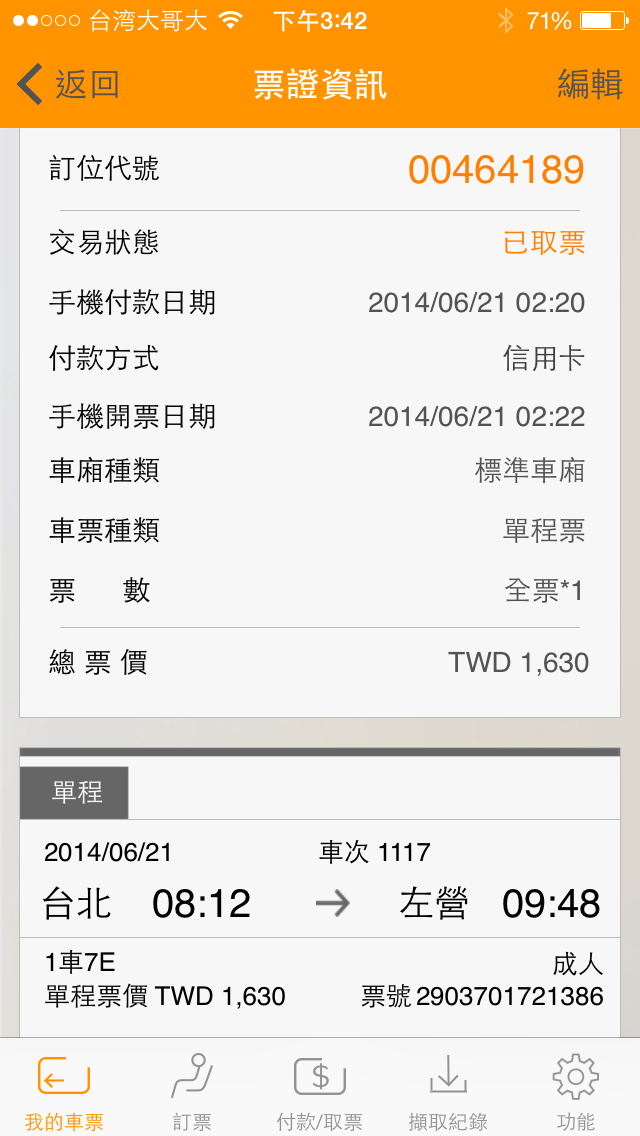 台湾大哥大 下午3:42 71%
返回 票證資訊 編輯
訂位代號 00464189
交易狀態 已取票
手機付款日期 2014/06/21 02:20
付款方式 信用卡
手機開票日期 2014/06/21 02:22
車廂種類 標準車廂
車票種類 單程票
票 數 全票*1
總 票 價 TWD 1,630
單程
2014/06/21 車次 1117
台北 08:12 → 左營 09:48
1車7E 成人
單程票價 TWD 1,630 票號 2903701721386
我的車票 訂票 付款/取票 擷取紀錄 功能